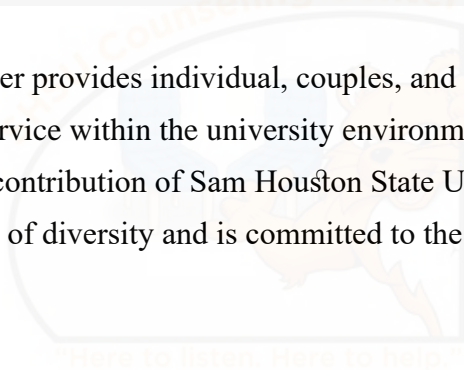 Counseling
er provides individual, couples, and
rvice within the university environm
contribution of Sam Houston State U
of diversity and is committed to the
"Here to listen. Here to help."